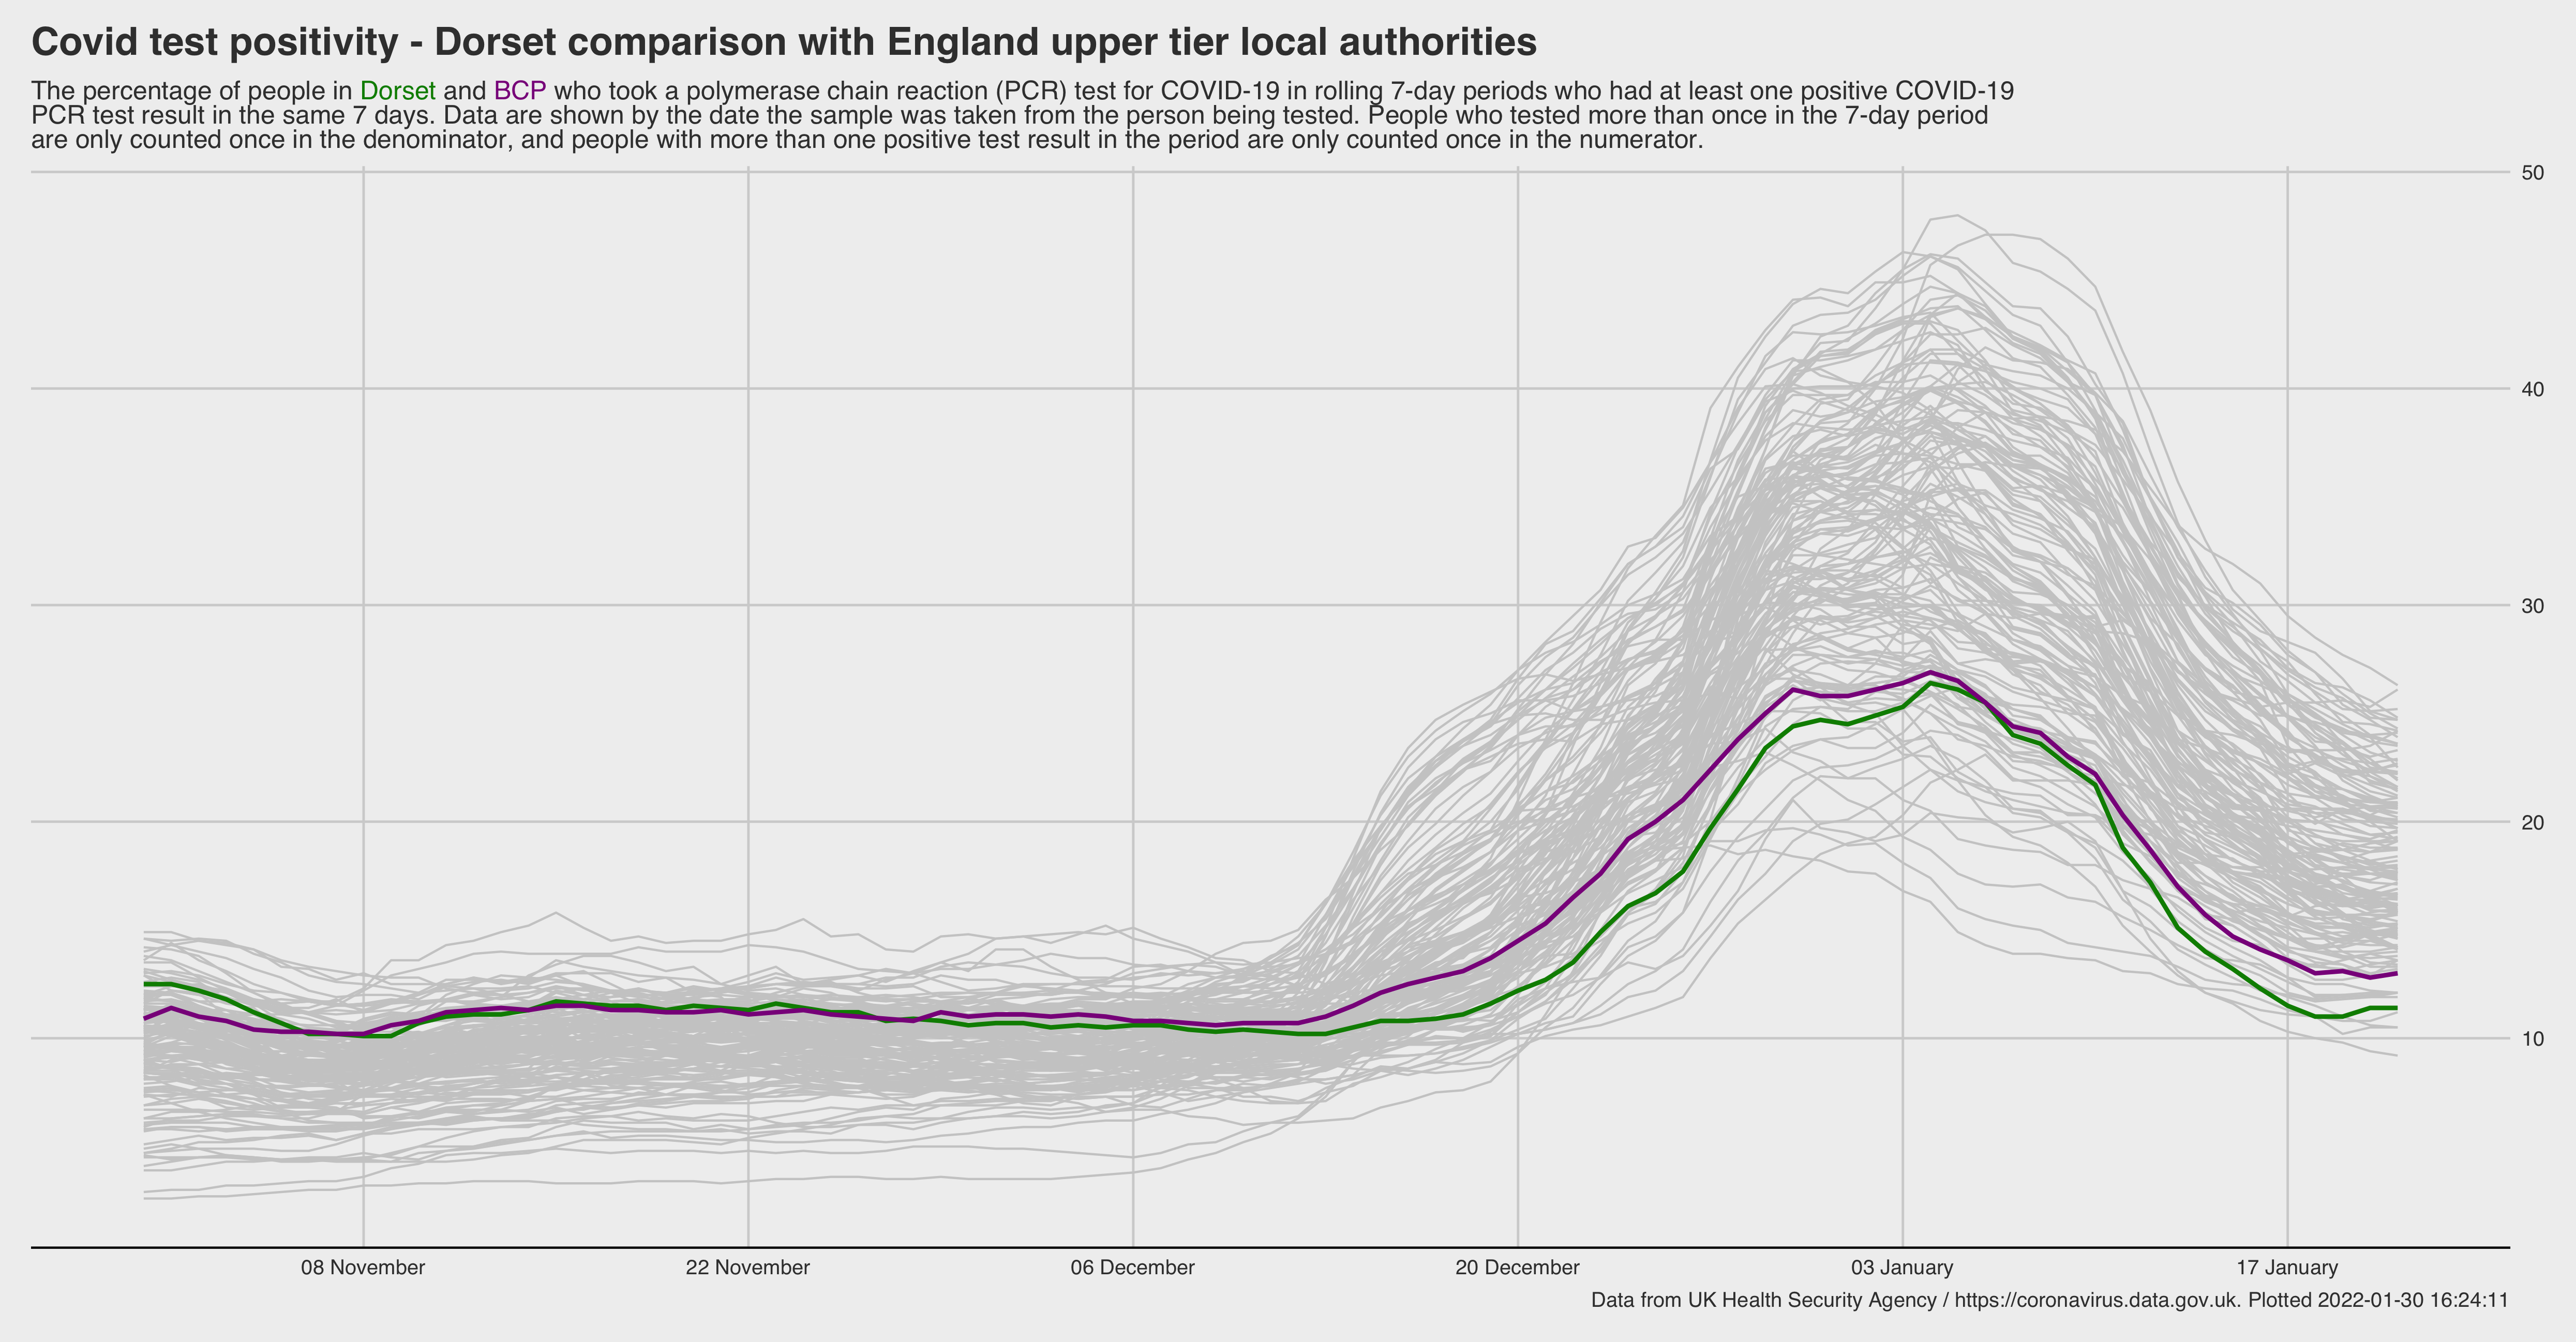 Covid test positivity - Dorset comparison with England upper tier local authorities
The percentage of people in Dorset and BCP who took a polymerase chain reaction (PCR) test for COVID-19 in rolling 7-day periods who had at least one positive COVID-19
PCR test result in the same 7 days. Data are shown by the date the sample was taken from the person being tested. People who tested more than once in the 7-day period
are only counted once in the denominator, and people with more than one positive test result in the period are only counted once in the numerator.
50
40
30
20
10
08 November
22 November
06 December
20 December
03 January
17 January
Data from UK Health Security Agency / https://coronavirus.data.gov.uk. Plotted 2022-01-30 16:24:11